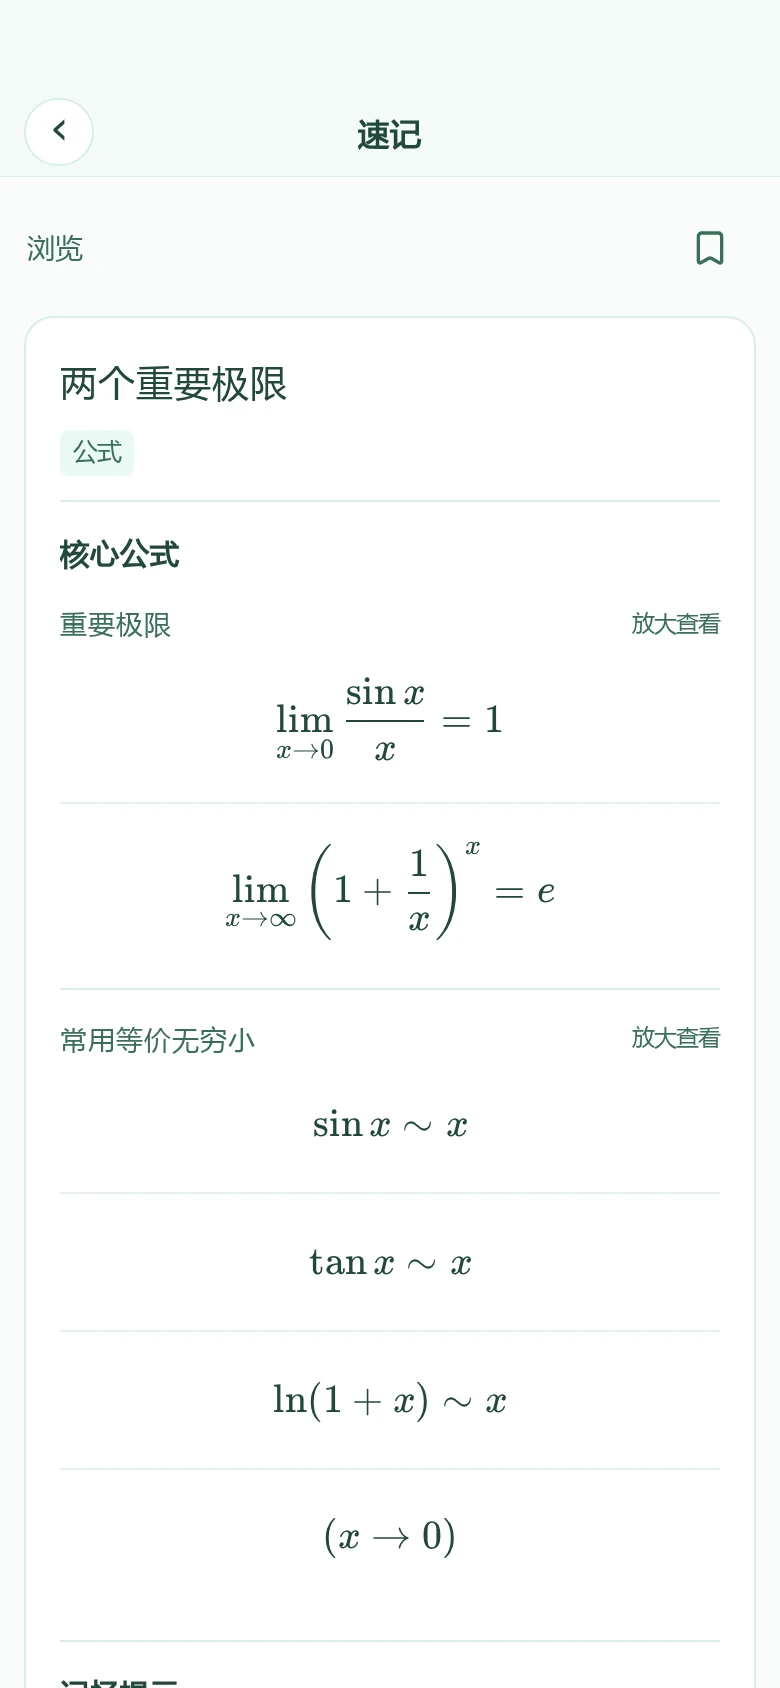 速记
浏览
两个重要极限
公式
核心公式
重要极限 放大查看
lim x→0 sin x / x = 1
lim x→∞ (1 + 1/x)^x = e
常用等价无穷小 放大查看
sin x ∼ x
tan x ∼ x
ln(1 + x) ∼ x
(x → 0)